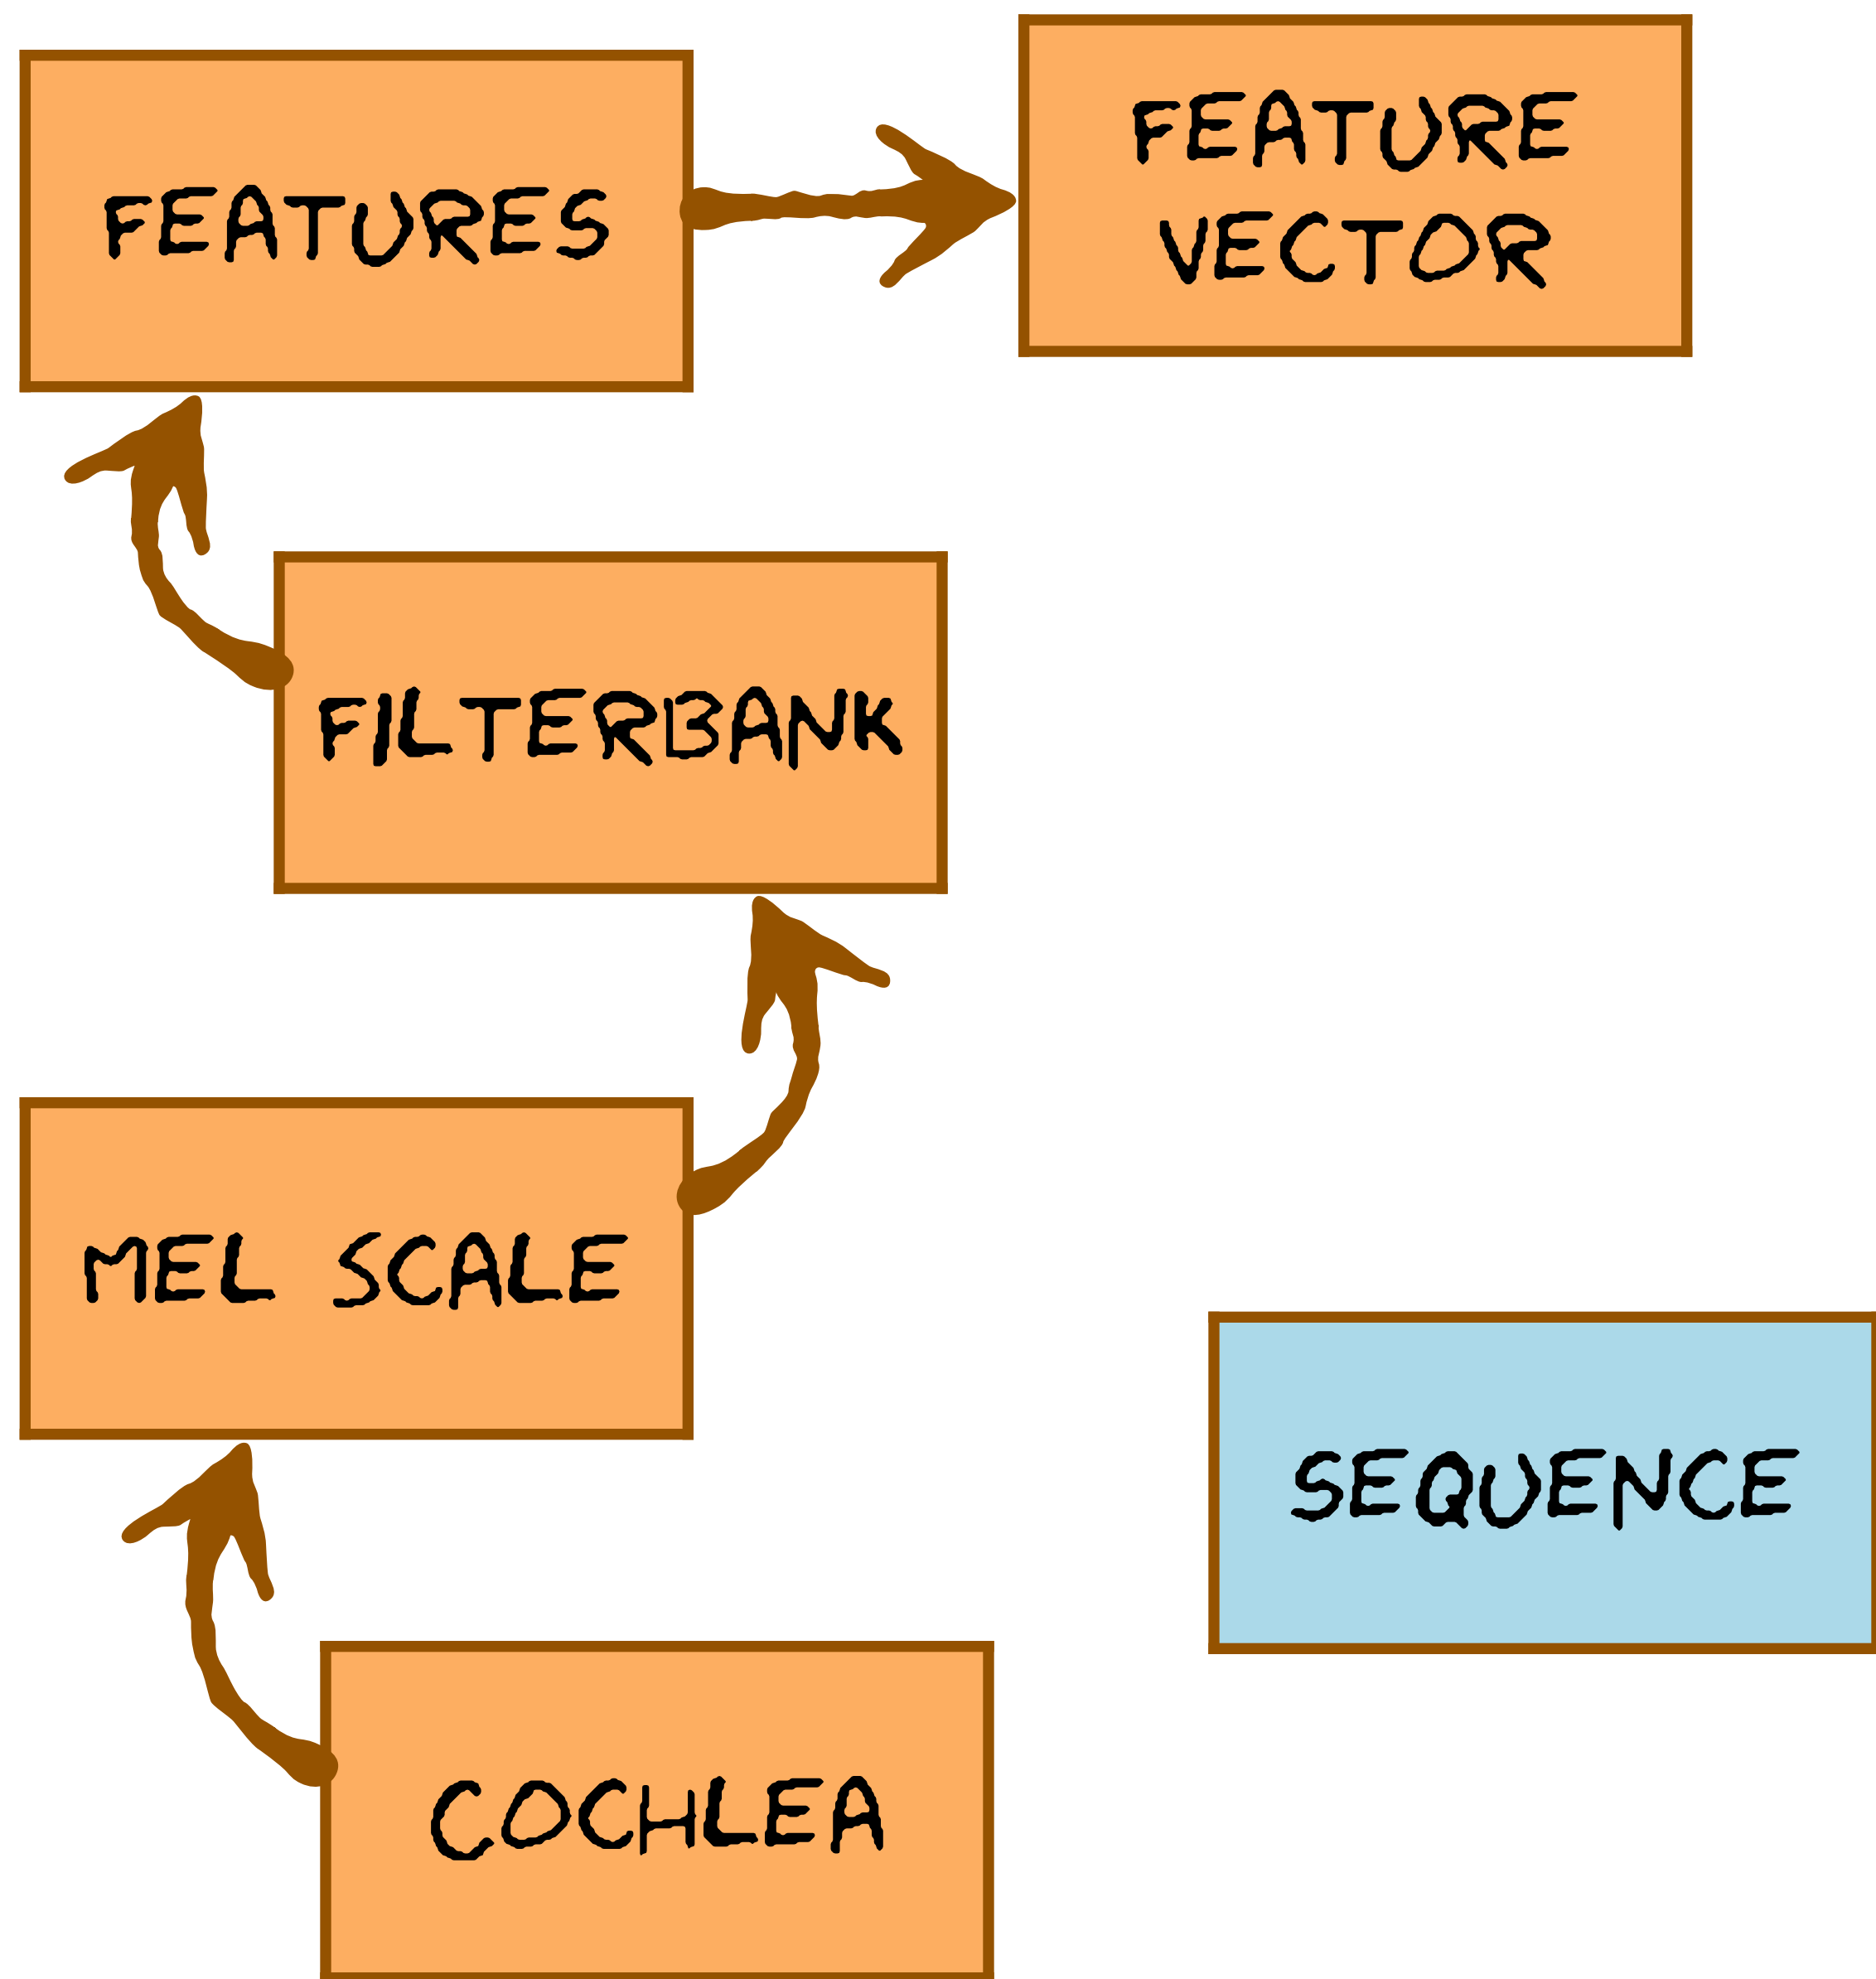 FEATURES
FEATURE
VECTOR
FILTERBANK
MEL SCALE
SEQUENCE
COCHLEA